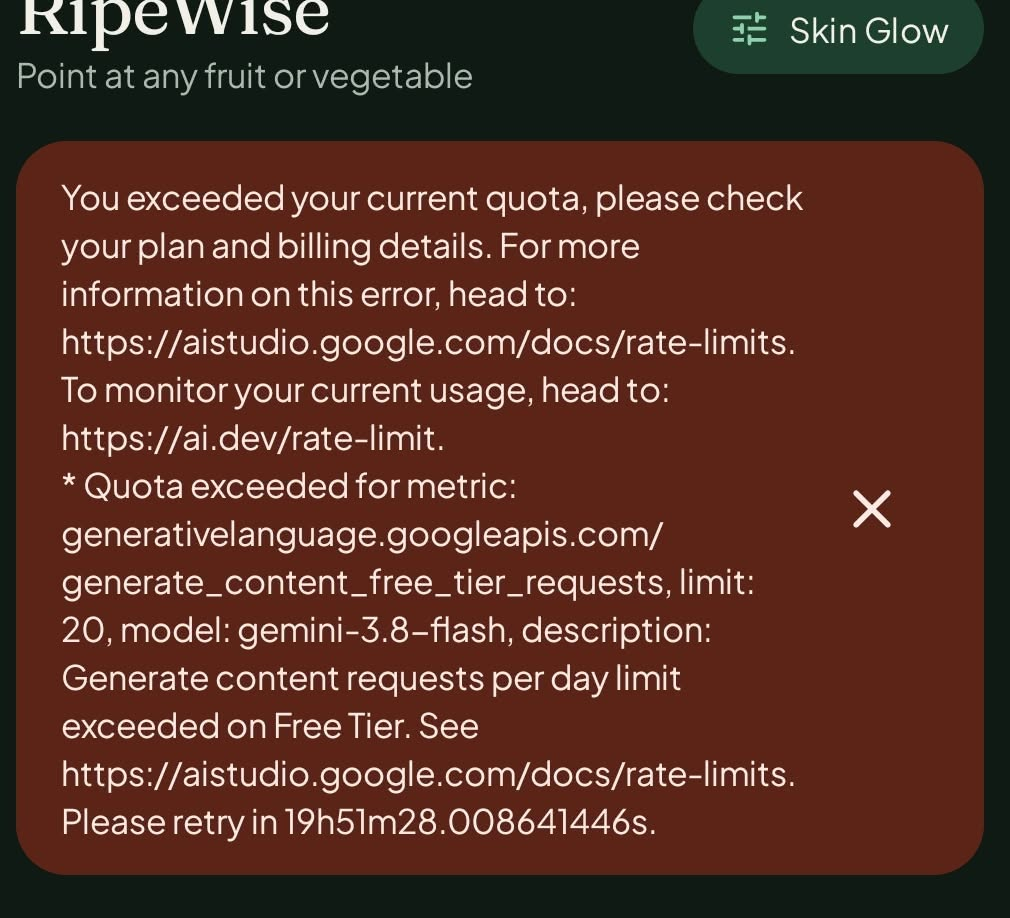 RipeWise
Skin Glow
Point at any fruit or vegetable
You exceeded your current quota, please check
your plan and billing details. For more
information on this error, head to:
https://aistudio.google.com/docs/rate-limits.
To monitor your current usage, head to:
https://ai.dev/rate-limit.
* Quota exceeded for metric:
generativelanguage.googleapis.com/
generate_content_free_tier_requests, limit:
20, model: gemini-3.8-flash, description:
Generate content requests per day limit
exceeded on Free Tier. See
https://aistudio.google.com/docs/rate-limits.
Please retry in 19h51m28.008641446s.